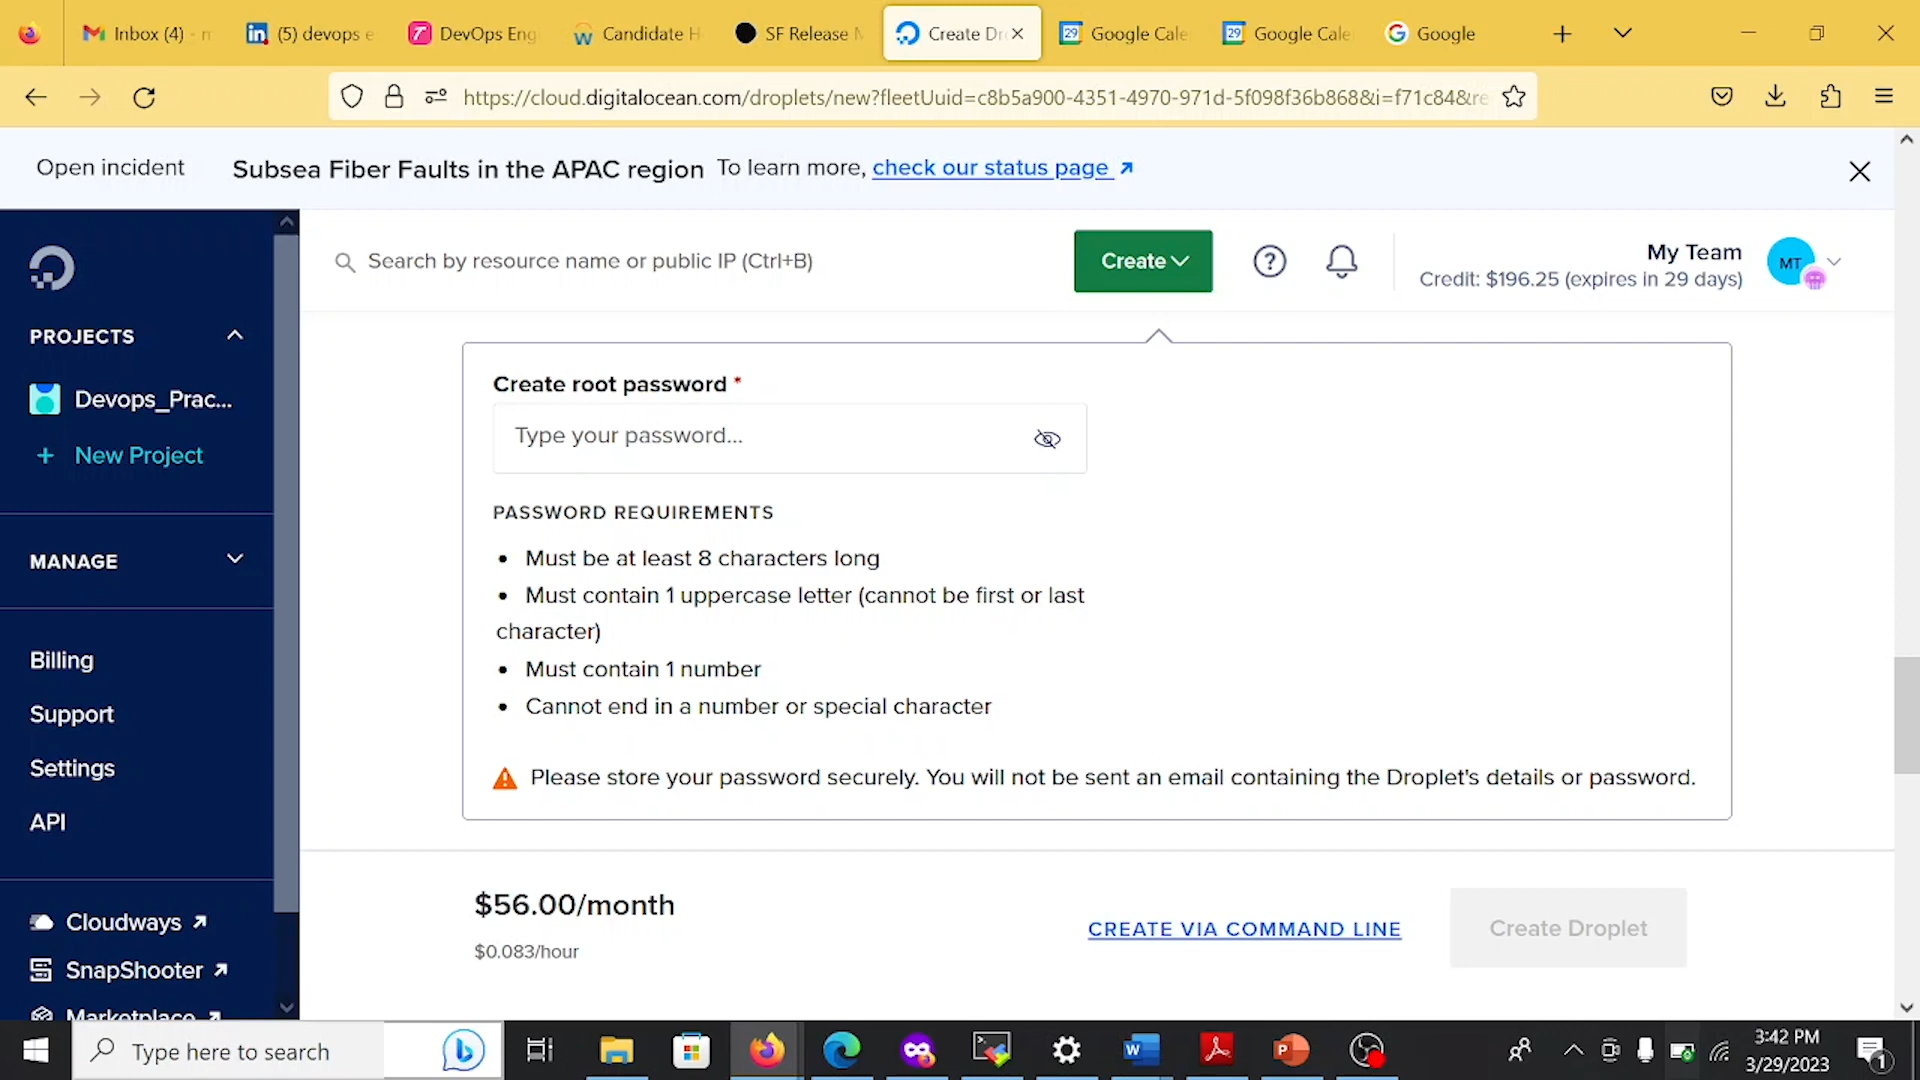 Inbox (4)
(5) devops e
DevOps Eng
Candidate H
SF Release M
Create Dr
29
Google Cale
29
Google Cale
Google
https://cloud.digitalocean.com/droplets/new?fleetUuid=c8b5a900-4351-4970-971d-5f098f36b868&i=f71c84&re
Open incident Subsea Fiber Faults in the APAC region To learn more, check our status page
Search by resource name or public IP (Ctrl+B)
Create
My Team
Credit: $196.25 (expires in 29 days)
MT
PROJECTS
Devops_Prac...
+ New Project
MANAGE
Billing
Support
Settings
API
Cloudways
SnapShooter
Marketplace
Create root password *
Type your password...
PASSWORD REQUIREMENTS
• Must be at least 8 characters long
• Must contain 1 uppercase letter (cannot be first or last
character)
• Must contain 1 number
• Cannot end in a number or special character
Please store your password securely. You will not be sent an email containing the Droplet's details or password.
$56.00/month
$0.083/hour
CREATE VIA COMMAND LINE
Create Droplet
Type here to search
3:42 PM
3/29/2023
1